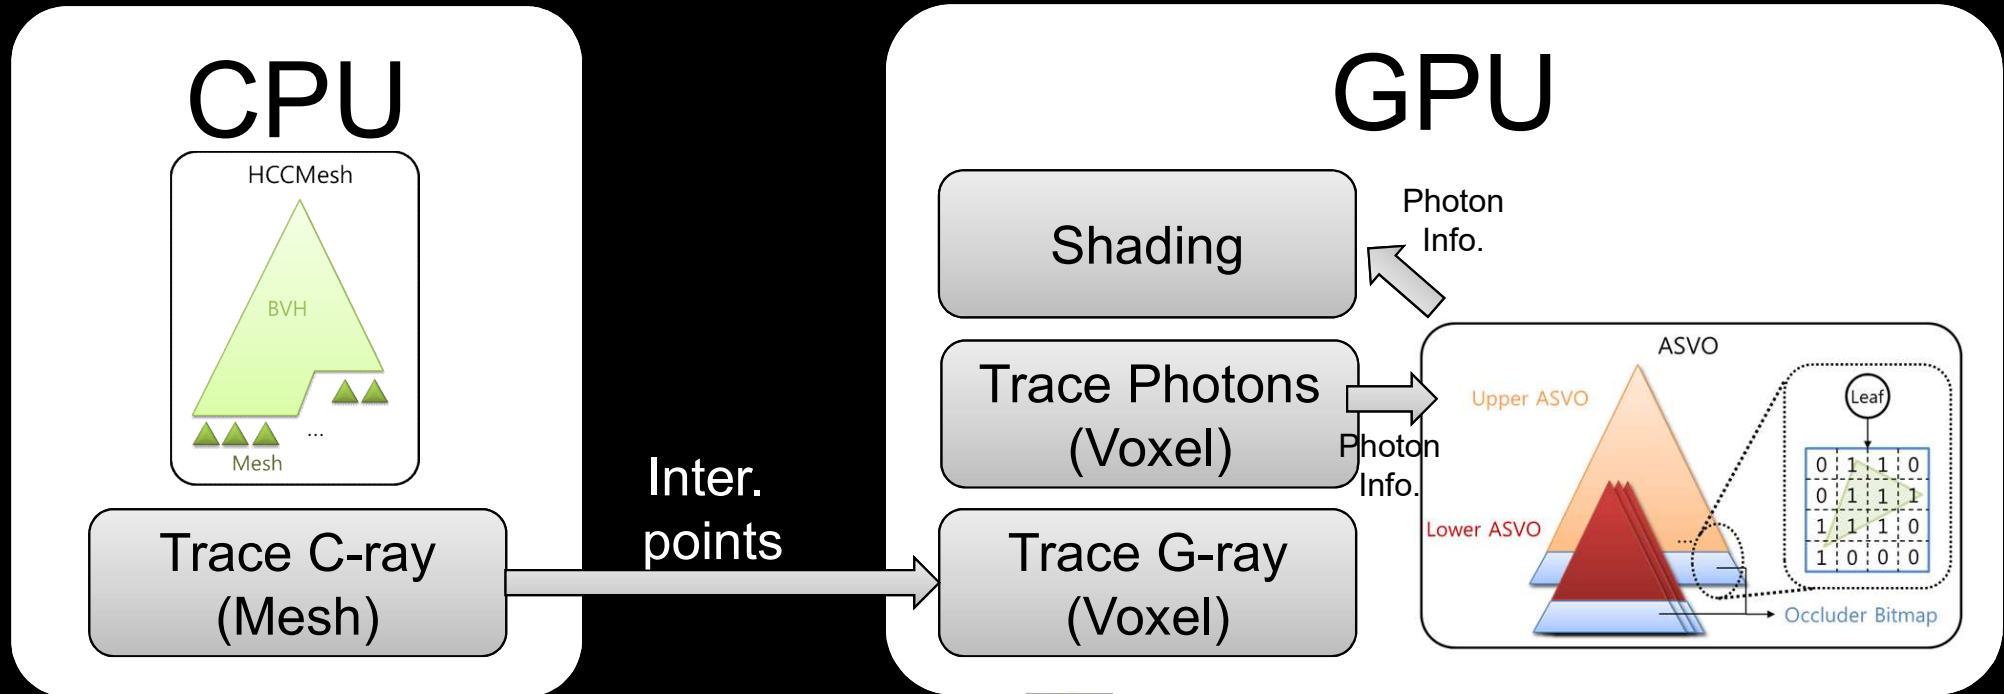 CPU
HCCMesh
BVH
...
Mesh
Trace C-ray
(Mesh)
Inter.
points
GPU
Shading
Photon
Info.
Trace Photons
(Voxel)
Photon
Info.
Trace G-ray
(Voxel)
ASVO
Upper ASVO
Lower ASVO
...
Leaf
0 1 1 0
0 1 1 1
1 1 1 0
1 0 0 0
Occluder Bitmap